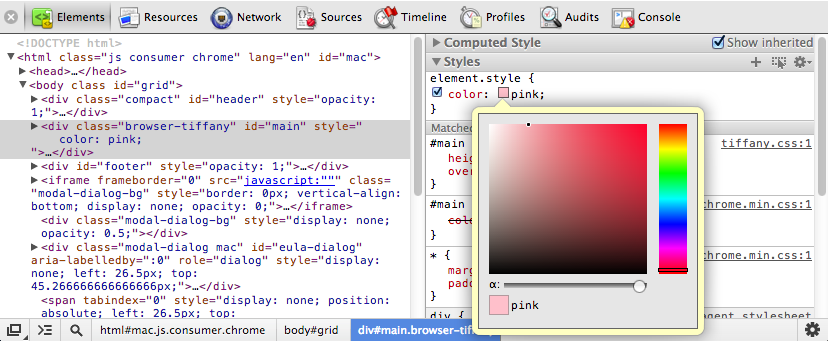 Elements Resources Network Sources Timeline Profiles Audits Console
<!DOCTYPE html>
<html class="js consumer chrome" lang="en" id="mac">
<head>…</head>
<body class id="grid">
<div class="compact" id="header" style="opacity:
1;">…</div>
<div class="browser-tiffany" id="main" style="
color: pink;
">…</div>
<div id="footer" style="opacity: 1;">…</div>
<iframe frameborder="0" src="javascript:""" class=
"modal-dialog-bg" style="border: 0px; vertical-align:
bottom; display: none; opacity: 0;">…</iframe>
<div class="modal-dialog-bg" style="display: none;
opacity: 0.5;"></div>
<div class="modal-dialog mac" id="eula-dialog"
aria-labelledby=":0" role="dialog" style="display:
none; left: 26.5px; top:
45.266666666666666px;">…</div>
<span tabindex="0" style="display: none; position:
absolute; left: 26.5px; top:
Computed Style Show inherited
Styles
element.style {
color: pink;
}
Matched
#main tiffany.css:1
heig
over
}
#main chrome.min.css:1
colo
}
* { chrome.min.css:1
marg
padd
}
div { agent stylesheet
α:
pink
html#mac.js.consumer.chrome body#grid div#main.browser-tiff